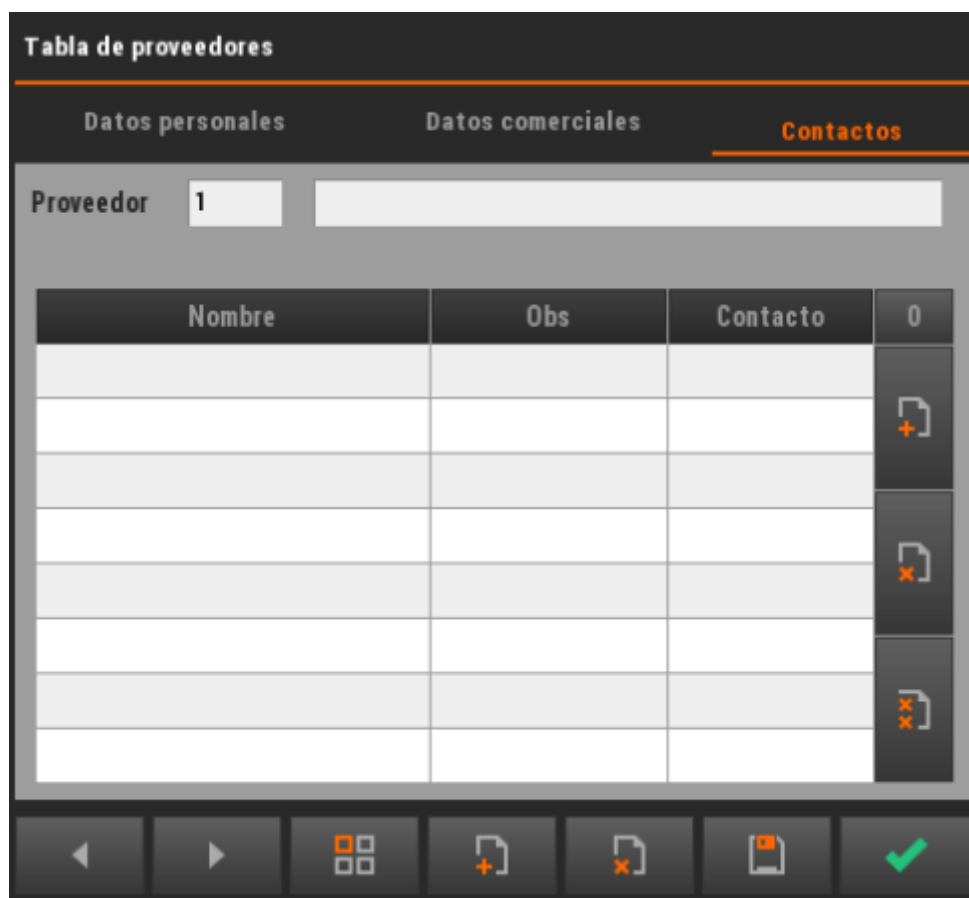 Tabla de proveedores
Datos personales Datos comerciales Contactos
Proveedor 1
Nombre Obs Contacto 0